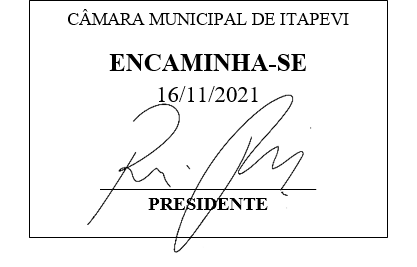 CÂMARA MUNICIPAL DE ITAPEVI
ENCAMINHA-SE
16/11/2021
PRESIDENTE